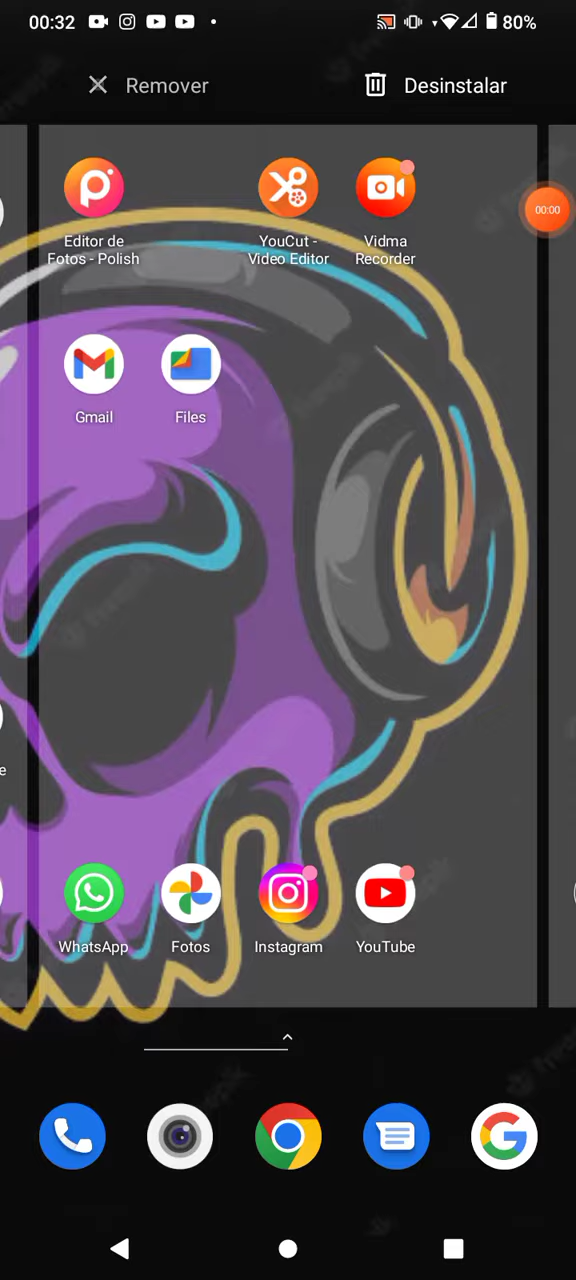 00:32
80%
Remover
Desinstalar
00:00
Editor de
Fotos - Polish
YouCut -
Video Editor
Vidma
Recorder
Gmail
Files
e
WhatsApp
Fotos
Instagram
YouTube